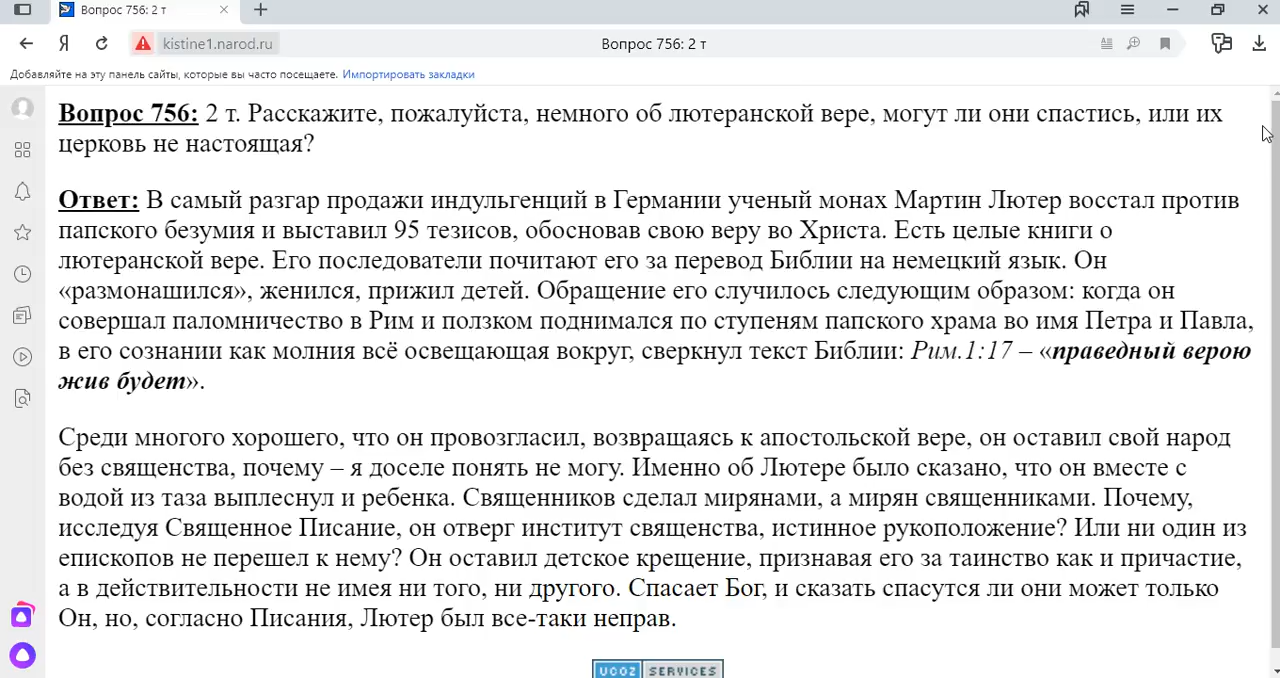 Вопрос 756: 2 т
kistine1.narod.ru
Вопрос 756: 2 т
Добавляйте на эту панель сайты, которые вы часто посещаете. Импортировать закладки
Вопрос 756: 2 т. Расскажите, пожалуйста, немного об лютеранской вере, могут ли они спастись, или их
церковь не настоящая?
Ответ: В самый разгар продажи индульгенций в Германии ученый монах Мартин Лютер восстал против
папского безумия и выставил 95 тезисов, обосновав свою веру во Христа. Есть целые книги о
лютеранской вере. Его последователи почитают его за перевод Библии на немецкий язык. Он
«размонашился», женился, прижил детей. Обращение его случилось следующим образом: когда он
совершал паломничество в Рим и ползком поднимался по ступеням папского храма во имя Петра и Павла,
в его сознании как молния всё освещающая вокруг, сверкнул текст Библии: Рим.1:17 – «праведный верою
жив будет».
Среди многого хорошего, что он провозгласил, возвращаясь к апостольской вере, он оставил свой народ
без священства, почему – я доселе понять не могу. Именно об Лютере было сказано, что он вместе с
водой из таза выплеснул и ребенка. Священников сделал мирянами, а мирян священниками. Почему,
исследуя Священное Писание, он отверг институт священства, истинное рукоположение? Или ни один из
епископов не перешел к нему? Он оставил детское крещение, признавая его за таинство как и причастие,
а в действительности не имея ни того, ни другого. Спасает Бог, и сказать спасутся ли они может только
Он, но, согласно Писания, Лютер был все-таки неправ.
UCOZ SERVICES